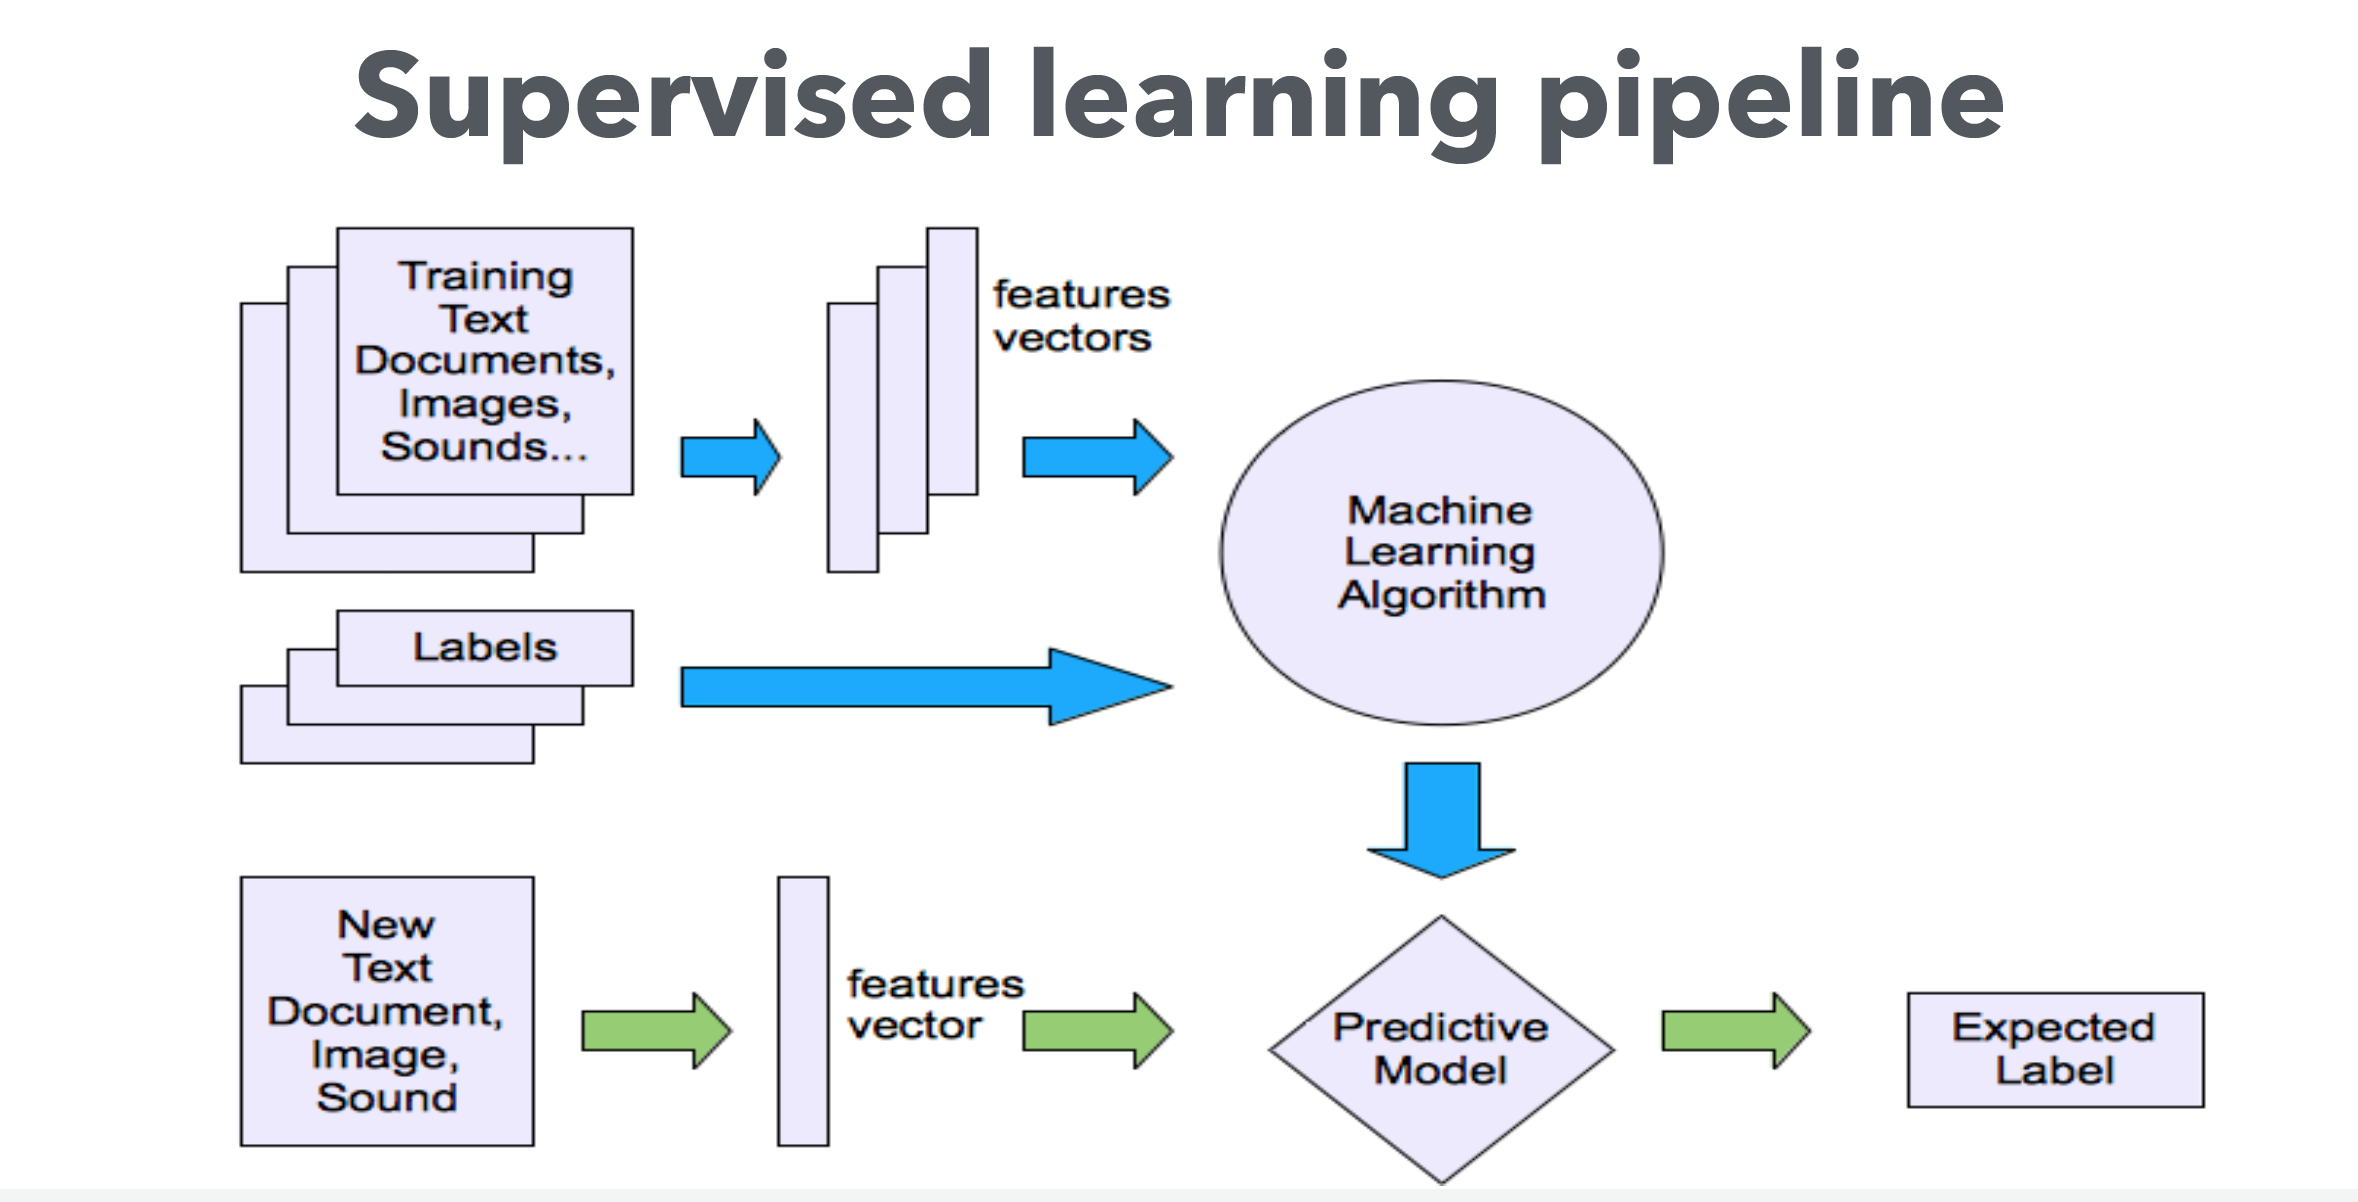 Supervised learning pipeline
Training
Text
Documents,
Images,
Sounds...
features
vectors
Machine
Learning
Algorithm
Labels
New
Text
Document,
Image,
Sound
features
vector
Predictive
Model
Expected
Label